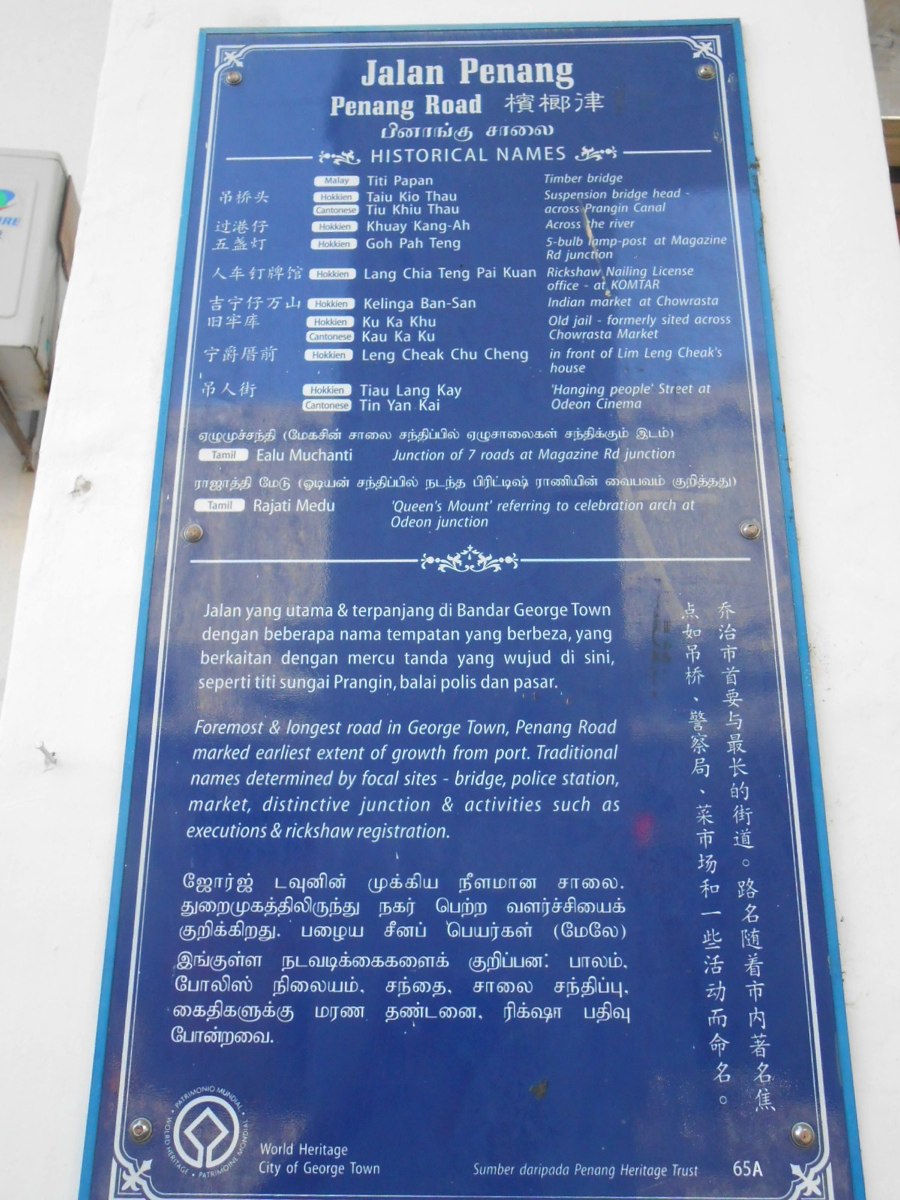 Jalan Penang
Penang Road 檳榔律
பினாங்கு சாலை
HISTORICAL NAMES
Malay Titi Papan Timber bridge
吊桥头 Hokkien Taiu Kio Thau Suspension bridge head -
Cantonese Tiu Khiu Thau across Prangin Canal
过港仔 Hokkien Khuay Kang-Ah Across the river
五盏灯 Hokkien Goh Pah Teng 5-bulb lamp-post at Magazine
Rd junction
人车钉牌馆 Hokkien Lang Chia Teng Pai Kuan Rickshaw Nailing License
office - at KOMTAR
吉宁仔万山 Hokkien Kelinga Ban-San Indian market at Chowrasta
旧牢库 Hokkien Ku Ka Khu Old jail - formerly sited across
Cantonese Kau Ka Ku Chowrasta Market
宁爵厝前 Hokkien Leng Cheak Chu Cheng in front of Lim Leng Cheak's
house
吊人街 Hokkien Tiau Lang Kay 'Hanging people' Street at
Cantonese Tin Yan Kai Odeon Cinema
ஏழுமுச்சந்தி (மேகசின் சாலை சந்திப்பில் ஏழுசாலைகள் சந்திக்கும் இடம்)
Tamil Ealu Muchanti Junction of 7 roads at Magazine Rd junction
ராஜாத்தி மேடு (ஓடியன் சந்திப்பில் நடந்த பிரிட்டிஷ் ராணியின் வைபவம் குறித்தது)
Tamil Rajati Medu 'Queen's Mount' referring to celebration arch at
Odeon junction
Jalan yang utama & terpanjang di Bandar George Town
dengan beberapa nama tempatan yang berbeza, yang
berkaitan dengan mercu tanda yang wujud di sini,
seperti titi sungai Prangin, balai polis dan pasar.
Foremost & longest road in George Town, Penang Road
marked earliest extent of growth from port. Traditional
names determined by focal sites - bridge, police station,
market, distinctive junction & activities such as
executions & rickshaw registration.
ஜோர்ஜ் டவுனின் முக்கிய நீளமான சாலை.
துறைமுகத்திலிருந்து நகர் பெற்ற வளர்ச்சியைக்
குறிக்கிறது. பழைய சீனப் பெயர்கள் (மேலே)
இங்குள்ள நடவடிக்கைகளைக் குறிப்பன: பாலம்,
போலிஸ் நிலையம், சந்தை, சாலை சந்திப்பு,
கைதிகளுக்கு மரண தண்டனை, ரிக்ஷா பதிவு
போன்றவை.
乔治市首要与最长的街道。路名随着市内著名焦
点如吊桥、警察局、菜市场和一些活动而命名。
PATRIMONIO MUNDIAL • WORLD HERITAGE • PATRIMOINE MONDIAL
World Heritage
City of George Town
Sumber daripada Penang Heritage Trust 65A